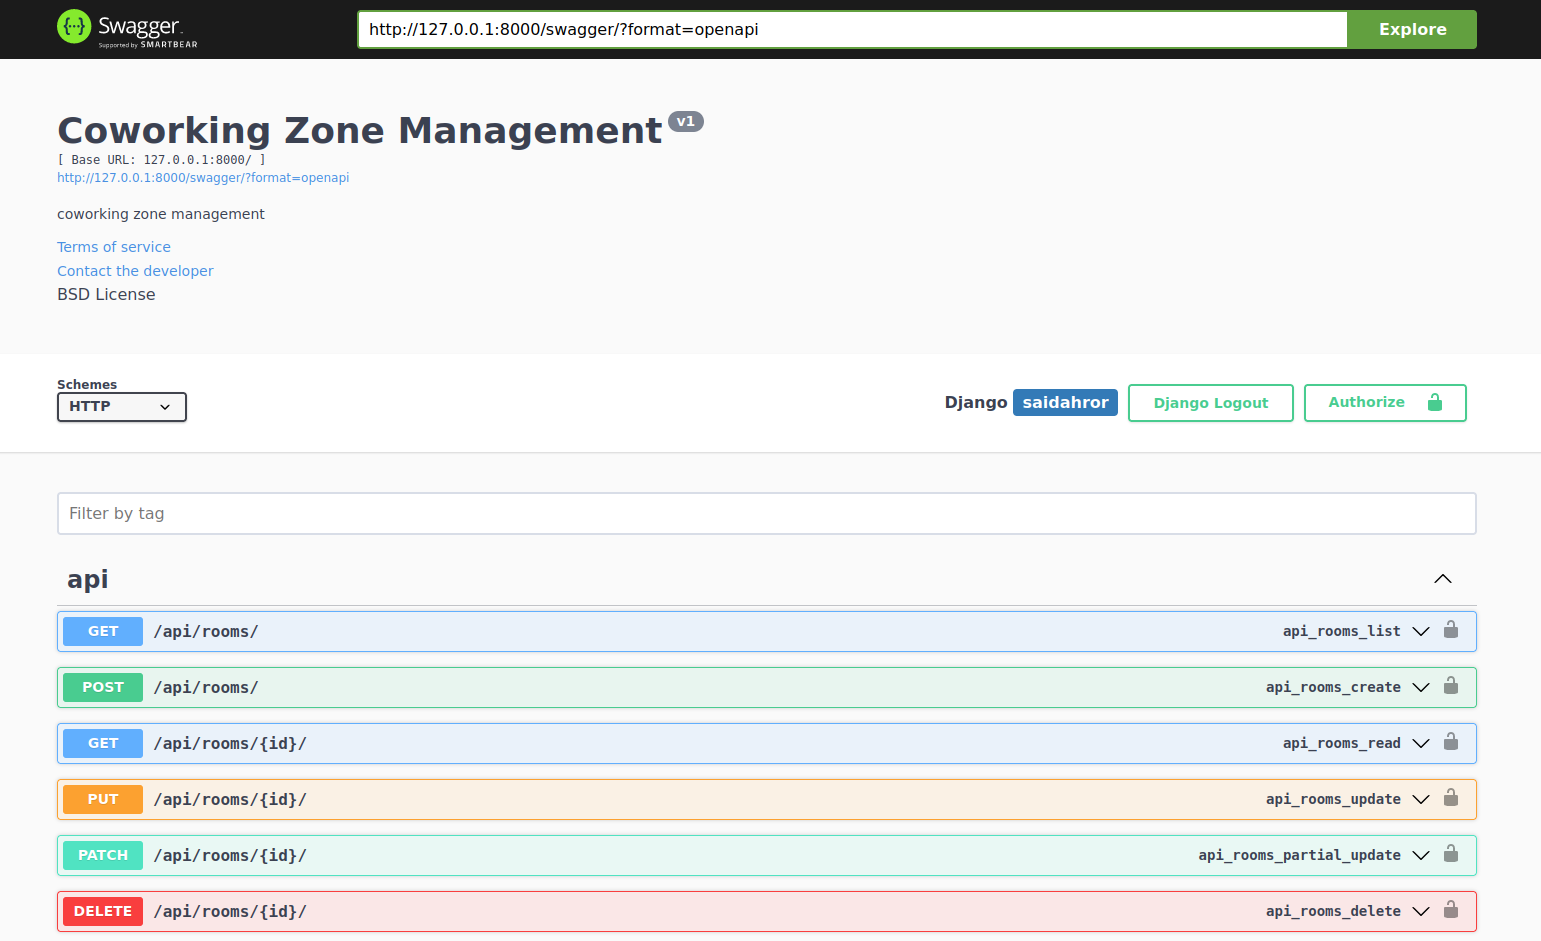 Swagger.
Supported by SMARTBEAR
http://127.0.0.1:8000/swagger/?format=openapi
Explore
Coworking Zone Management v1
[ Base URL: 127.0.0.1:8000/ ]
http://127.0.0.1:8000/swagger/?format=openapi
coworking zone management
Terms of service
Contact the developer
BSD License
Schemes
HTTP
Django saidahror
Django Logout
Authorize
Filter by tag
api
GET /api/rooms/ api_rooms_list
POST /api/rooms/ api_rooms_create
GET /api/rooms/{id}/ api_rooms_read
PUT /api/rooms/{id}/ api_rooms_update
PATCH /api/rooms/{id}/ api_rooms_partial_update
DELETE /api/rooms/{id}/ api_rooms_delete